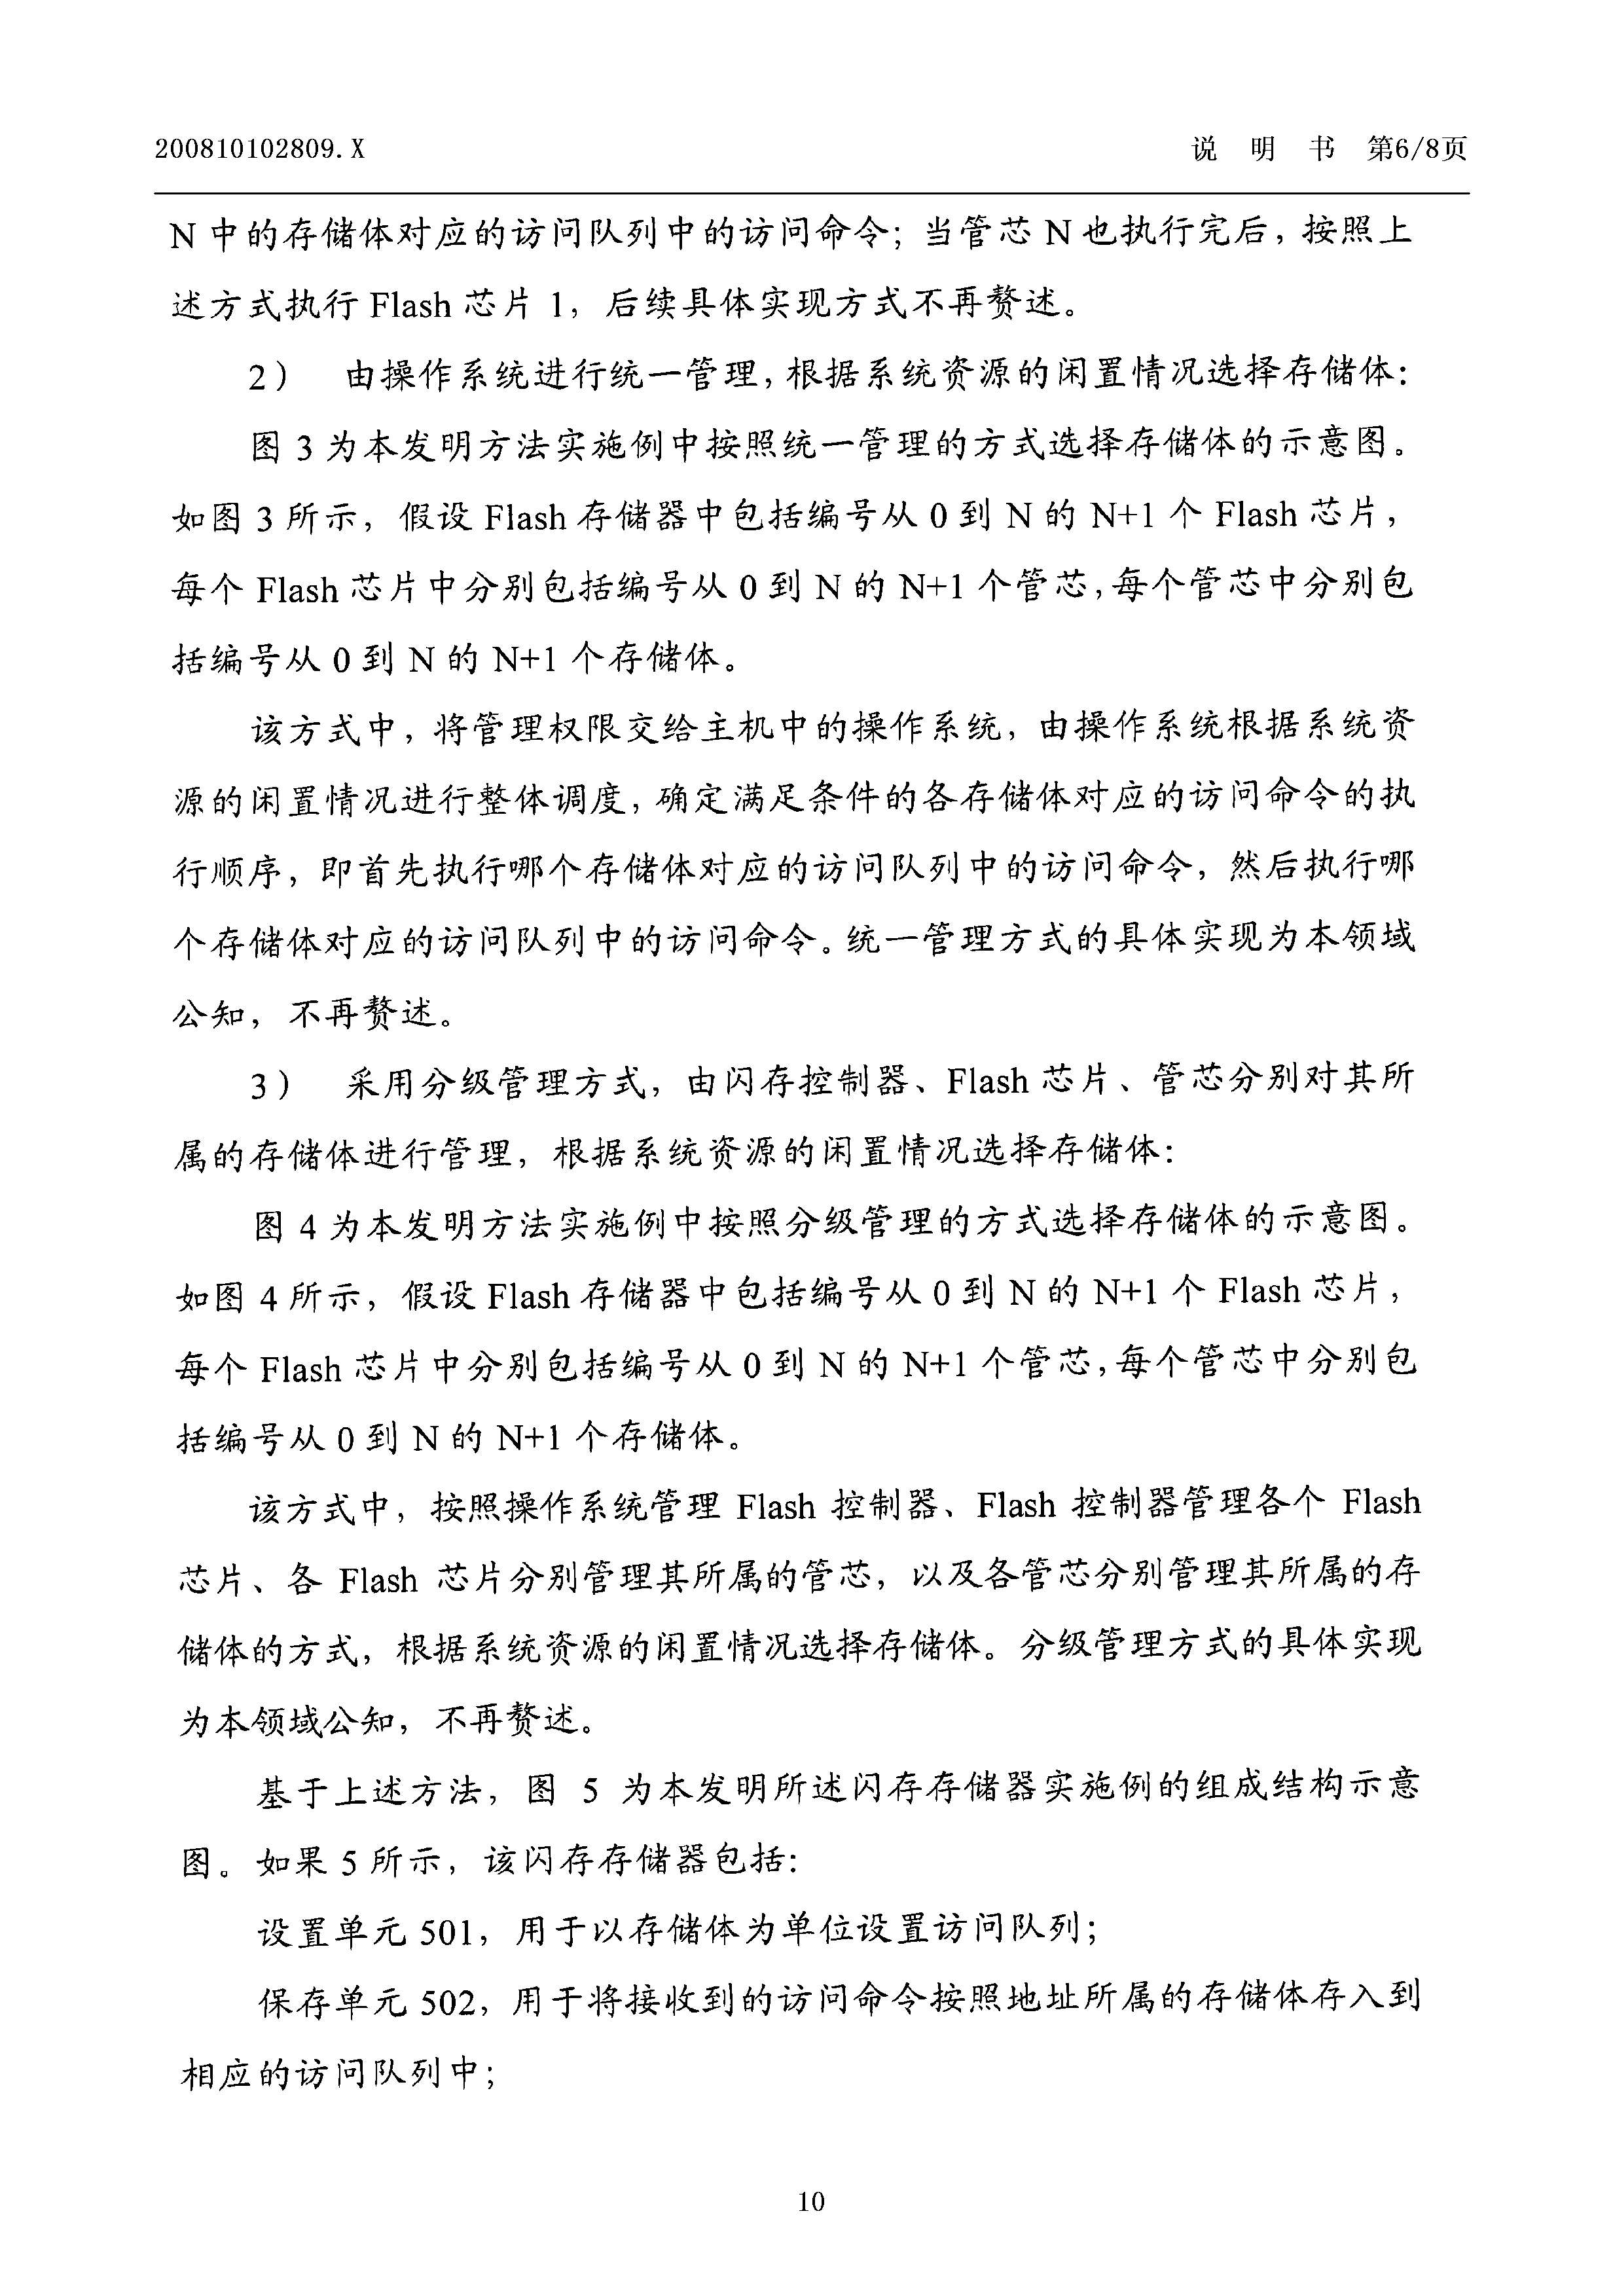 200810102809.X 说 明 书 第6/8页
N 中的存储体对应的访问队列中的访问命令；当管芯 N 也执行完后，按照上
述方式执行 Flash 芯片 1，后续具体实现方式不再赘述。
2） 由操作系统进行统一管理，根据系统资源的闲置情况选择存储体：
图 3 为本发明方法实施例中按照统一管理的方式选择存储体的示意图。
如图 3 所示，假设 Flash 存储器中包括编号从 0 到 N 的 N+1 个 Flash 芯片，
每个 Flash 芯片中分别包括编号从 0 到 N 的 N+1 个管芯，每个管芯中分别包
括编号从 0 到 N 的 N+1 个存储体。
该方式中，将管理权限交给主机中的操作系统，由操作系统根据系统资
源的闲置情况进行整体调度，确定满足条件的各存储体对应的访问命令的执
行顺序，即首先执行哪个存储体对应的访问队列中的访问命令，然后执行哪
个存储体对应的访问队列中的访问命令。统一管理方式的具体实现为本领域
公知，不再赘述。
3） 采用分级管理方式，由闪存控制器、Flash 芯片、管芯分别对其所
属的存储体进行管理，根据系统资源的闲置情况选择存储体：
图 4 为本发明方法实施例中按照分级管理的方式选择存储体的示意图。
如图 4 所示，假设 Flash 存储器中包括编号从 0 到 N 的 N+1 个 Flash 芯片，
每个 Flash 芯片中分别包括编号从 0 到 N 的 N+1 个管芯，每个管芯中分别包
括编号从 0 到 N 的 N+1 个存储体。
该方式中，按照操作系统管理 Flash 控制器、Flash 控制器管理各个 Flash
芯片、各 Flash 芯片分别管理其所属的管芯，以及各管芯分别管理其所属的存
储体的方式，根据系统资源的闲置情况选择存储体。分级管理方式的具体实现
为本领域公知，不再赘述。
基于上述方法，图 5 为本发明所述闪存存储器实施例的组成结构示意
图。如果 5 所示，该闪存存储器包括：
设置单元 501，用于以存储体为单位设置访问队列；
保存单元 502，用于将接收到的访问命令按照地址所属的存储体存入到
相应的访问队列中；
10